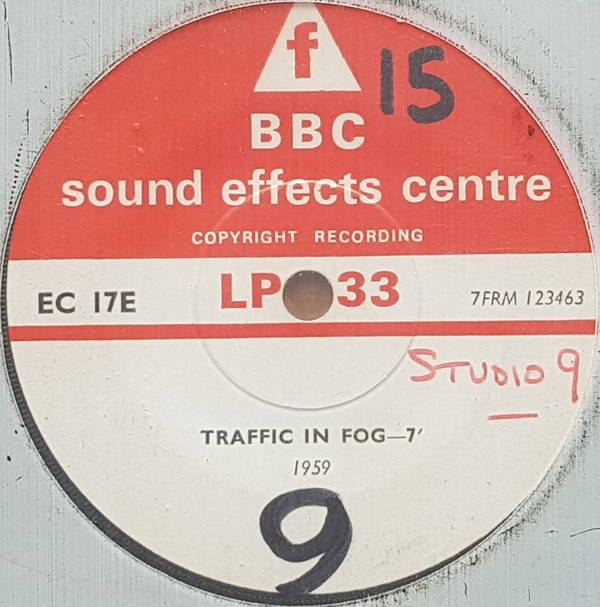 f
15
BBC
sound effects centre
COPYRIGHT RECORDING
EC 17E LP 33 7FRM 123463
STUDIO 9
TRAFFIC IN FOG—7′
1959
9